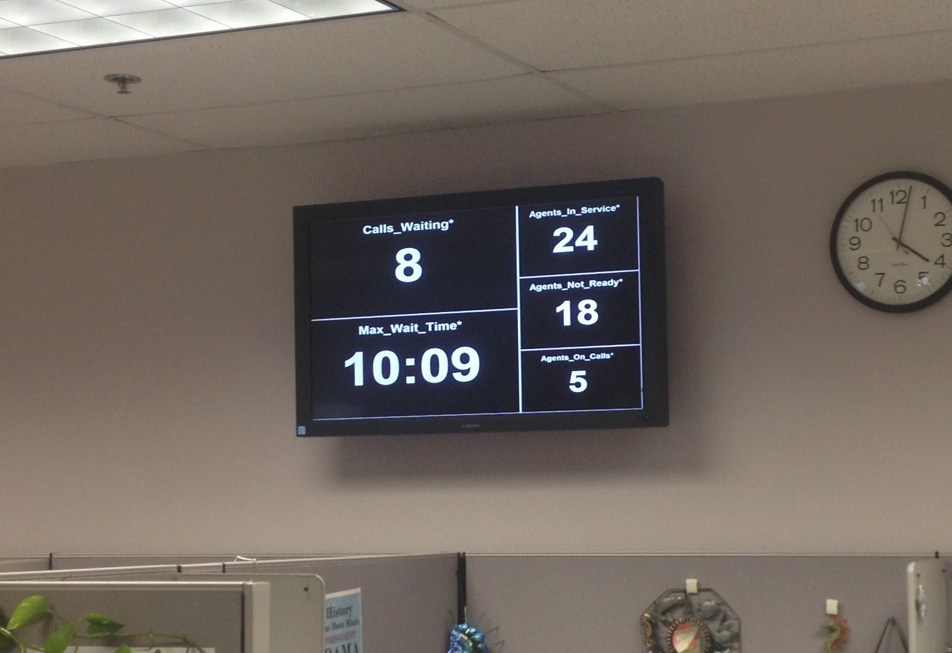 Calls_Waiting*
8
Max_Wait_Time*
10:09
Agents_In_Service*
24
Agents_Not_Ready*
18
Agents_On_Calls*
5
12
1
2
3
4
5
6
7
8
9
10
11
History